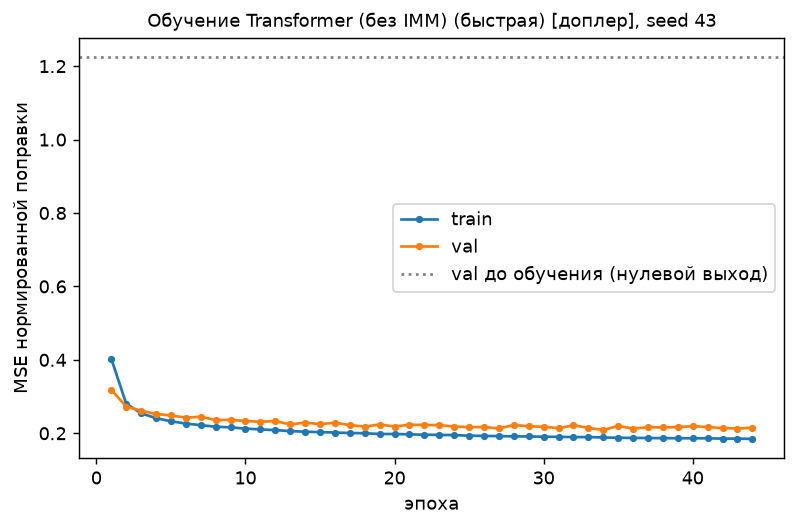 Обучение Transformer (без IMM) (быстрая) [доплер], seed 43
MSE нормированной поправки
1.2
1.0
0.8
0.6
0.4
0.2
train
val
val до обучения (нулевой выход)
0
10
20
30
40
эпоха